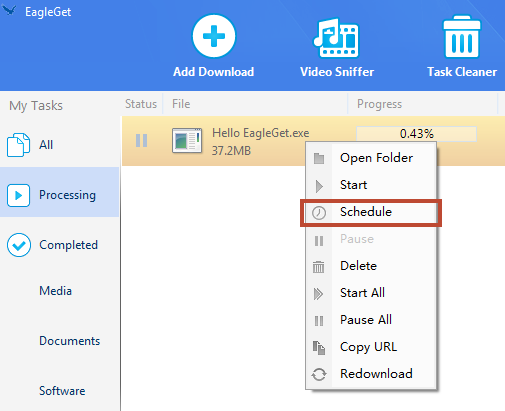 EagleGet
Add Download
Video Sniffer
Task Cleaner
My Tasks
Status
File
Progress
All
Hello EagleGet.exe
37.2MB
0.43%
Processing
Completed
Media
Documents
Software
Open Folder
Start
Schedule
Pause
Delete
Start All
Pause All
Copy URL
Redownload